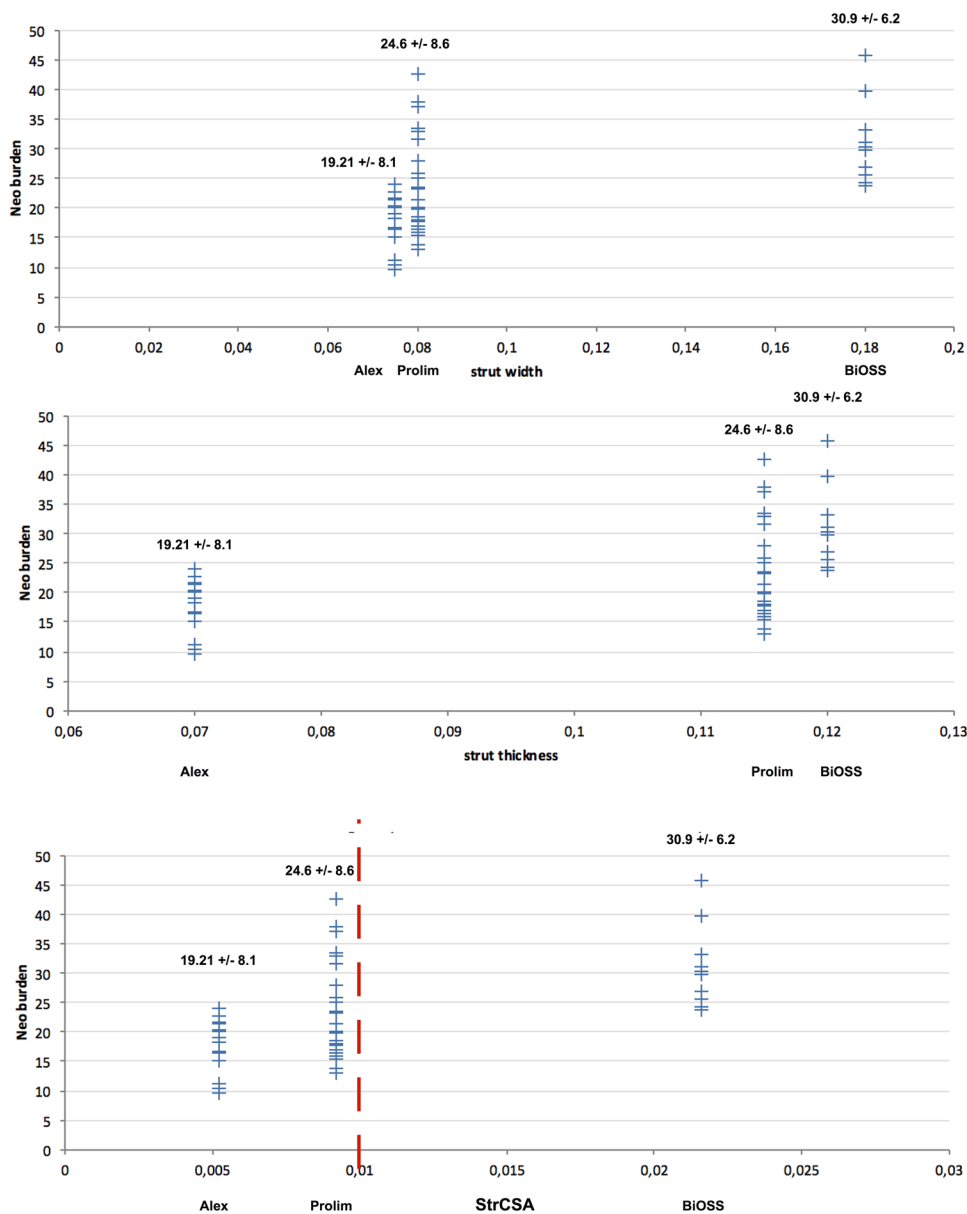 30.9 +/- 6.2
24.6 +/- 8.6
19.21 +/- 8.1
Neo burden
50
45
40
35
30
25
20
15
10
5
0
0 0,02 0,04 0,06 0,08 0,1 0,12 0,14 0,16 0,18 0,2
Alex Prolim strut width BiOSS
30.9 +/- 6.2
24.6 +/- 8.6
19.21 +/- 8.1
Neo burden
50
45
40
35
30
25
20
15
10
5
0
0,06 0,07 0,08 0,09 0,1 0,11 0,12 0,13
strut thickness
Alex Prolim BiOSS
30.9 +/- 6.2
24.6 +/- 8.6
19.21 +/- 8.1
Neo burden
50
45
40
35
30
25
20
15
10
5
0
0 0,005 0,01 0,015 0,02 0,025 0,03
Alex Prolim StrCSA BiOSS